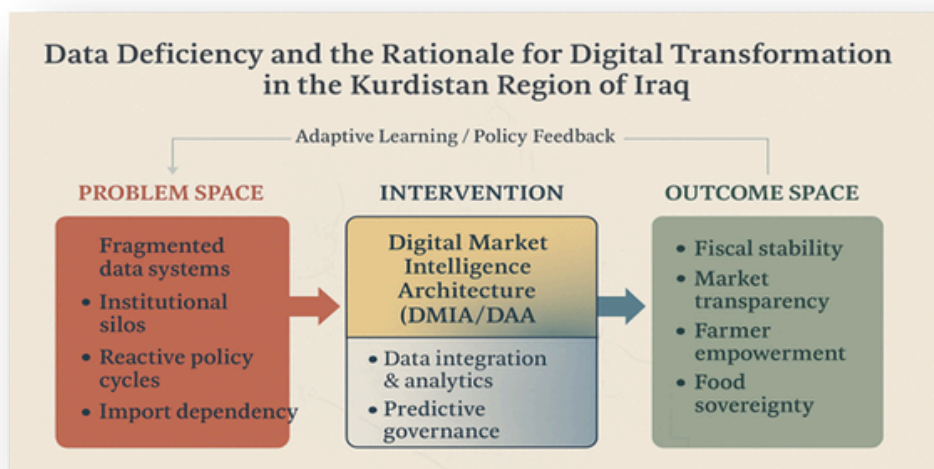 Data Deficiency and the Rationale for Digital Transformation
in the Kurdistan Region of Iraq
Adaptive Learning / Policy Feedback
PROBLEM SPACE
Fragmented
data systems
• Institutional
silos
• Reactive policy
cycles
• Import dependency
INTERVENTION
Digital Market
Intelligence
Architecture
(DMIA/DAA
• Data integration
& analytics
• Predictive
governance
OUTCOME SPACE
• Fiscal stability
• Market
transparency
• Farmer
empowerment
• Food
sovereignty